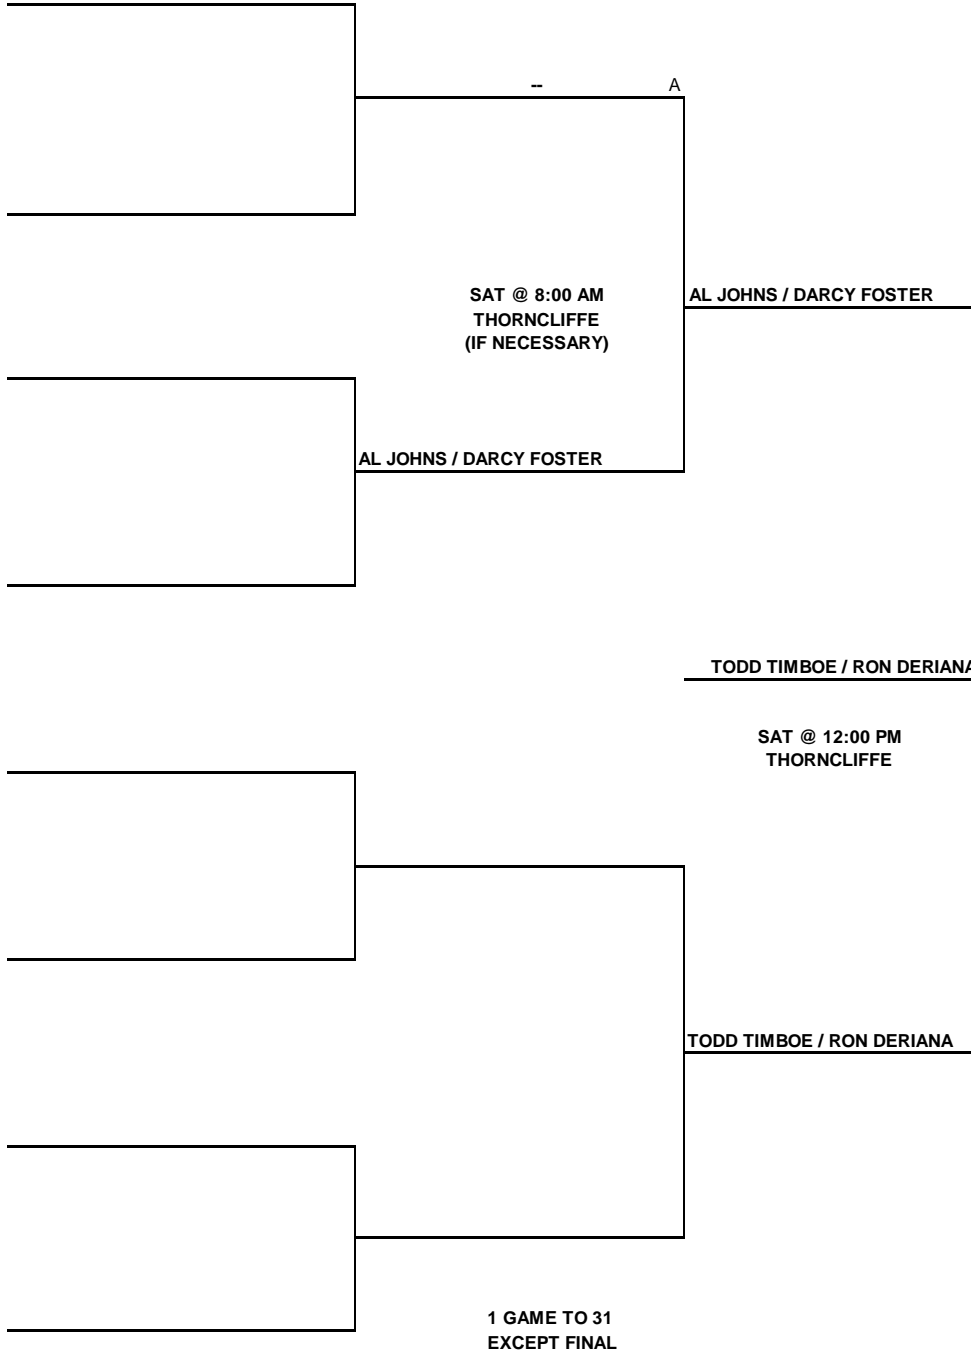 -- A
SAT @ 8:00 AM
THORNCLIFFE
(IF NECESSARY)
AL JOHNS / DARCY FOSTER
AL JOHNS / DARCY FOSTER
TODD TIMBOE / RON DERIANA
SAT @ 12:00 PM
THORNCLIFFE
TODD TIMBOE / RON DERIANA
1 GAME TO 31
EXCEPT FINAL